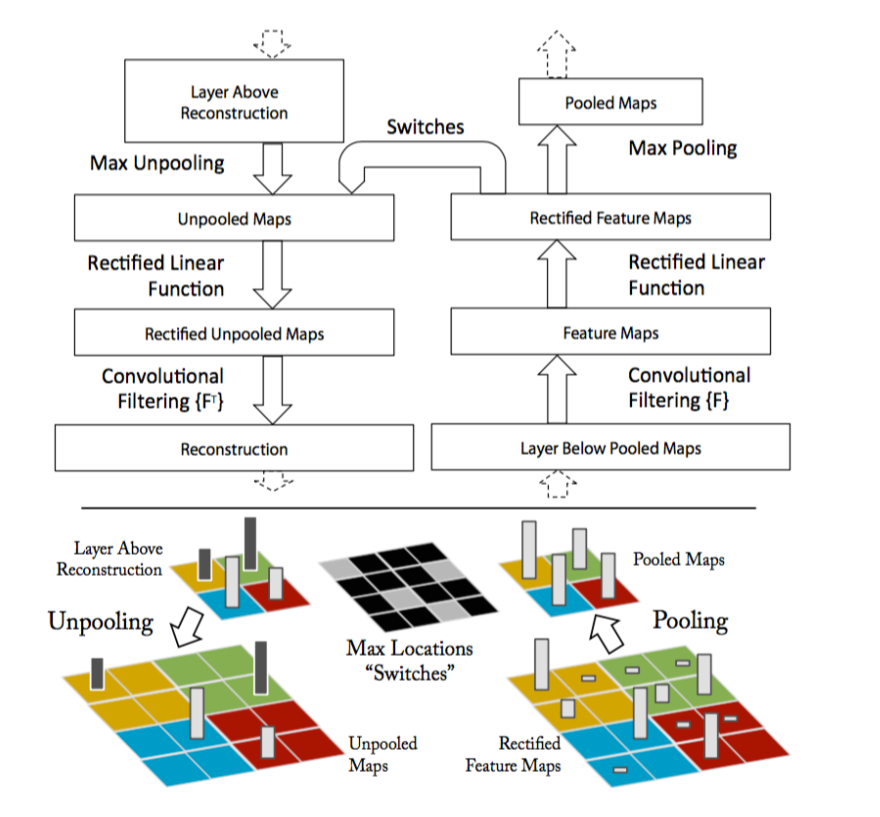 Layer Above
Reconstruction
Pooled Maps
Switches
Max Unpooling
Max Pooling
Unpooled Maps
Rectified Feature Maps
Rectified Linear
Function
Rectified Linear
Function
Rectified Unpooled Maps
Feature Maps
Convolutional
Filtering {Fᵀ}
Convolutional
Filtering {F}
Reconstruction
Layer Below Pooled Maps
Layer Above
Reconstruction
Pooled Maps
Unpooling
Pooling
Max Locations
“Switches”
Unpooled
Maps
Rectified
Feature Maps